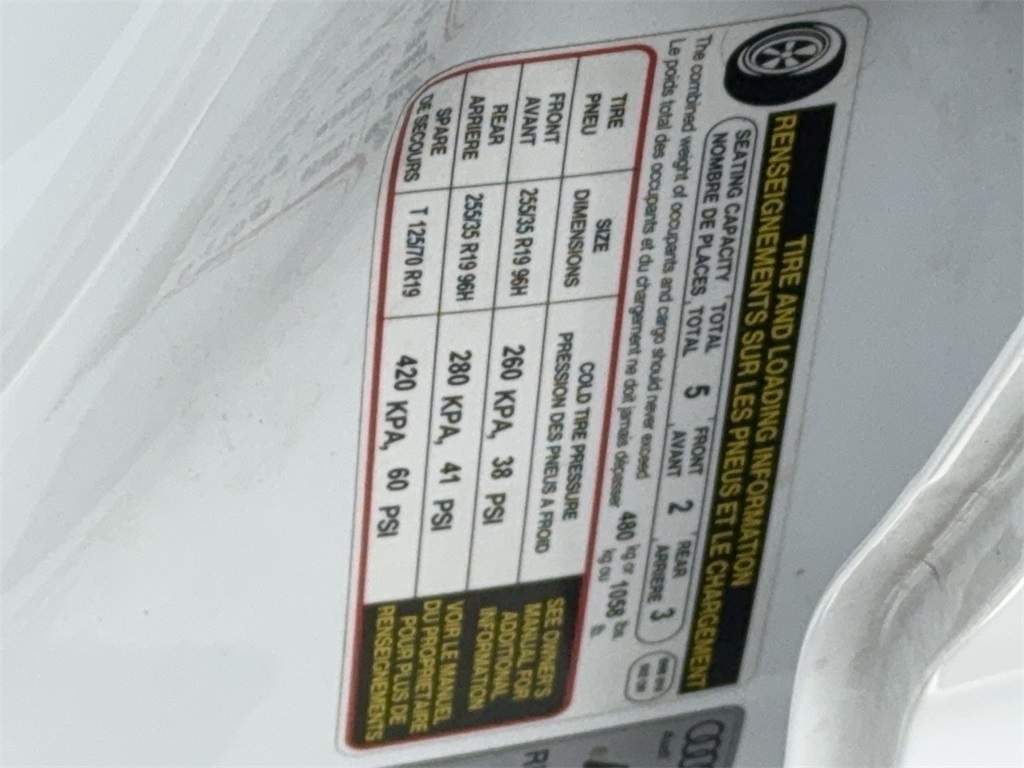 TIRE AND LOADING INFORMATION
RENSEIGNEMENTS SUR LES PNEUS ET LE CHARGEMENT
SEATING CAPACITY TOTAL 5 FRONT 2 REAR 3
NOMBRE DE PLACES TOTAL AVANT ARRIERE
The combined weight of occupants and cargo should never exceed 480 kg or 1058 lbs
Le poids total des occupants et du chargement ne doit jamais dépasser kg ou lb
TIRE SIZE COLD TIRE PRESSURE
PNEU DIMENSIONS PRESSION DES PNEUS A FROID
FRONT 255/35 R19 96H 260 KPA, 38 PSI
AVANT
REAR 255/35 R19 96H 280 KPA, 41 PSI
ARRIERE
SPARE T 125/70 R19 420 KPA, 60 PSI
DE SECOURS
SEE OWNER'S
MANUAL FOR
ADDITIONAL
INFORMATION
VOIR LE MANUEL
DU PROPRIETAIRE
POUR PLUS DE
RENSEIGNEMENTS
Audi